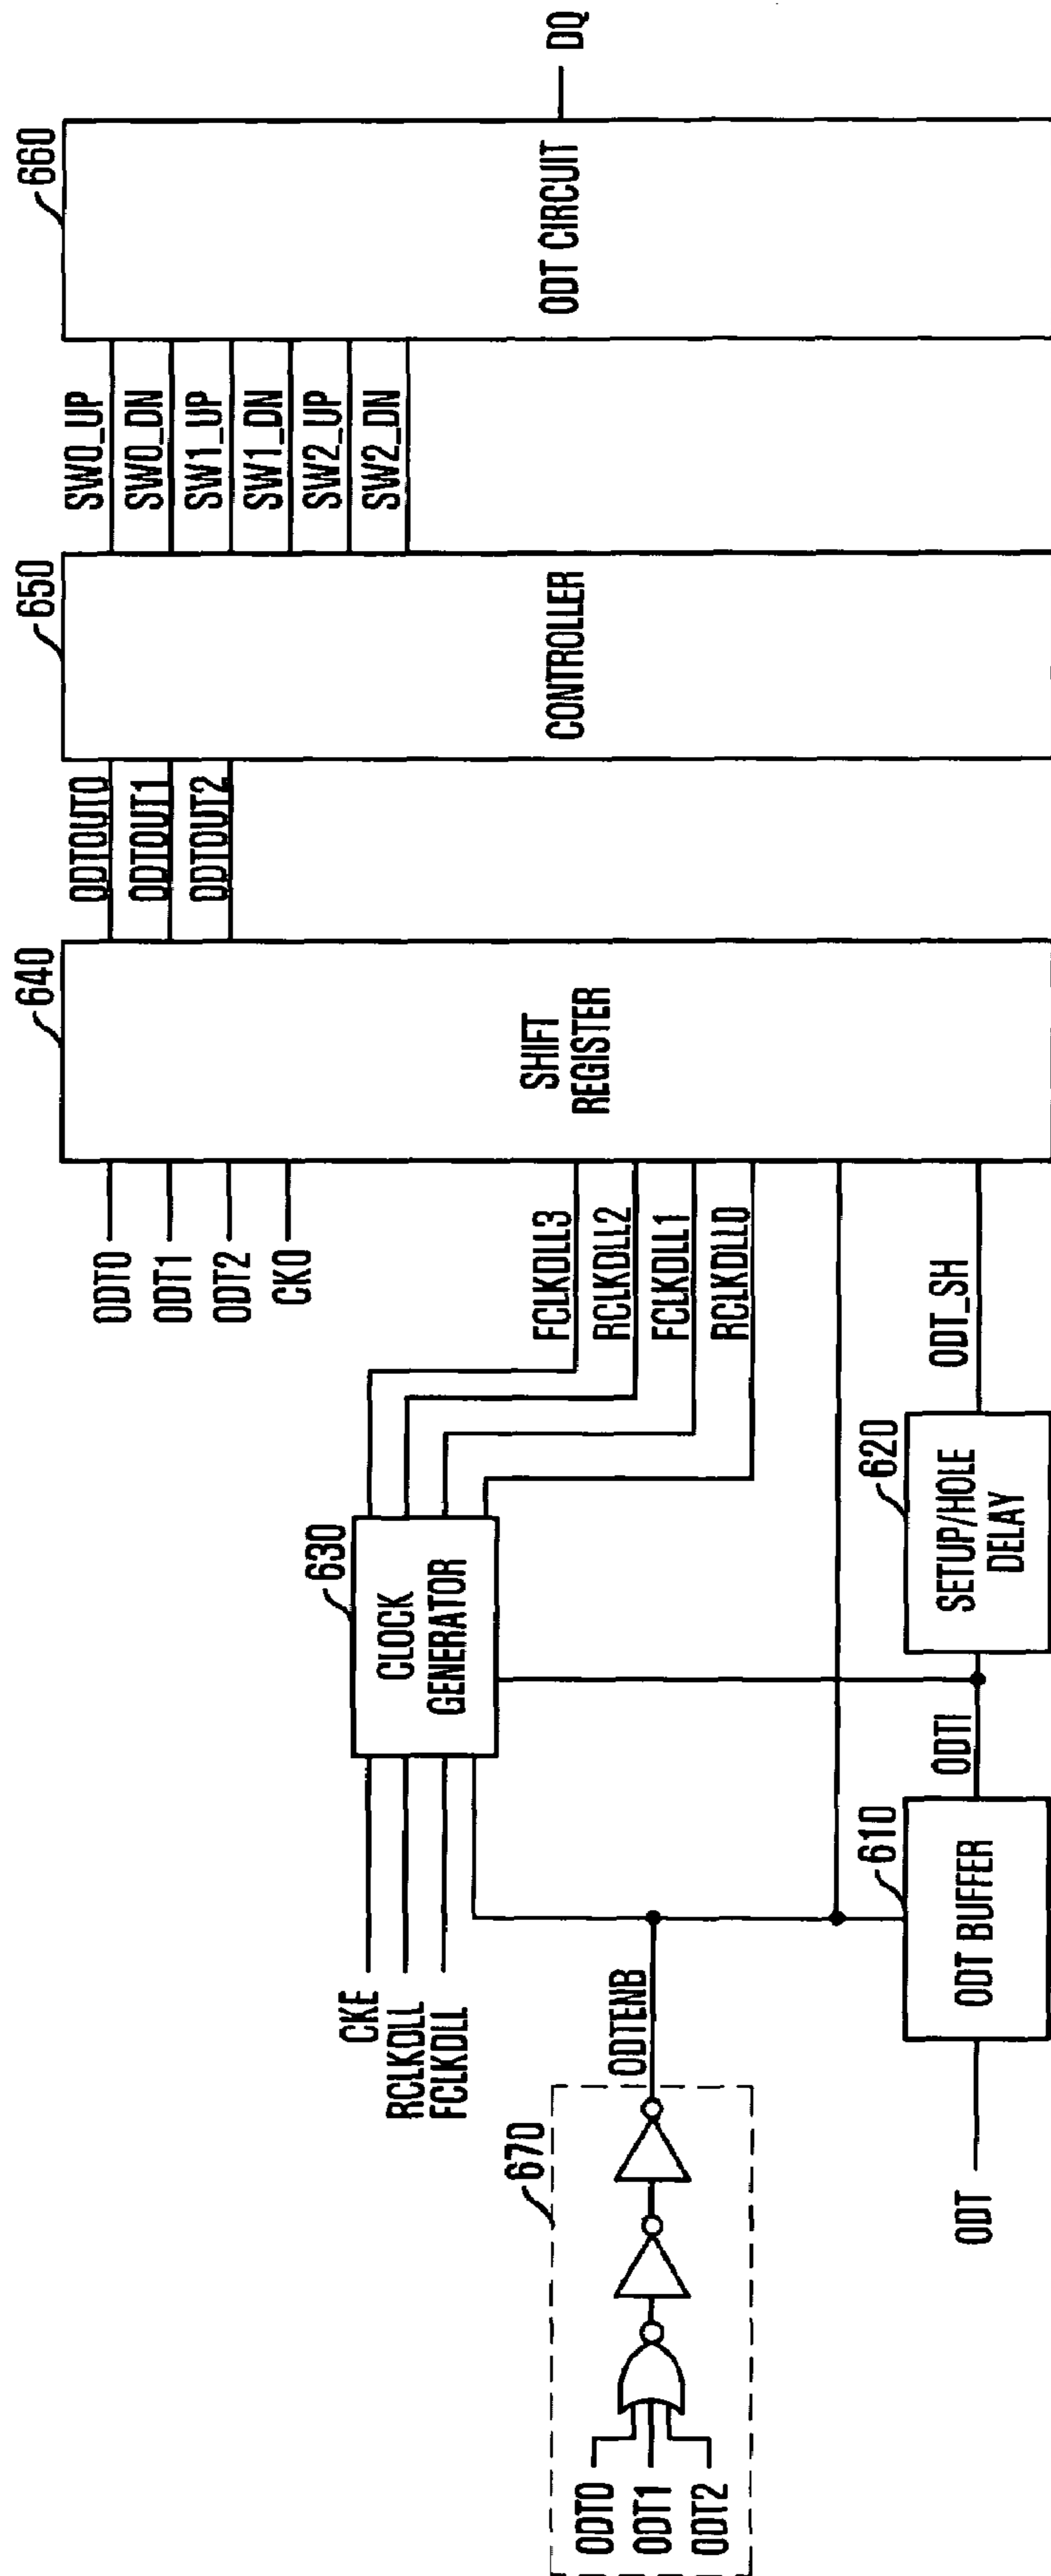 ODT0
ODT1
ODT2
670
ODTENB
ODT
610
ODT BUFFER
ODTI
CKE
RCLKDLL
FCLKDLL
630
CLOCK
GENERATOR
620
SETUP/HOLE
DELAY
ODT_SH
FCLKDLL3
RCLKDLL2
FCLKDLL1
RCLKDLL0
ODT0
ODT1
ODT2
CK0
640
SHIFT
REGISTER
ODTOUT0
ODTOUT1
ODTOUT2
650
CONTROLLER
SW0_UP
SW0_DN
SW1_UP
SW1_DN
SW2_UP
SW2_DN
660
ODT CIRCUIT
DQ